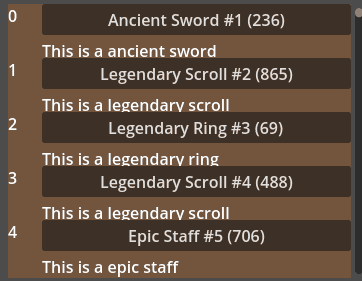 0 Ancient Sword #1 (236)
This is a ancient sword
1 Legendary Scroll #2 (865)
This is a legendary scroll
2 Legendary Ring #3 (69)
This is a legendary ring
3 Legendary Scroll #4 (488)
This is a legendary scroll
4 Epic Staff #5 (706)
This is a epic staff